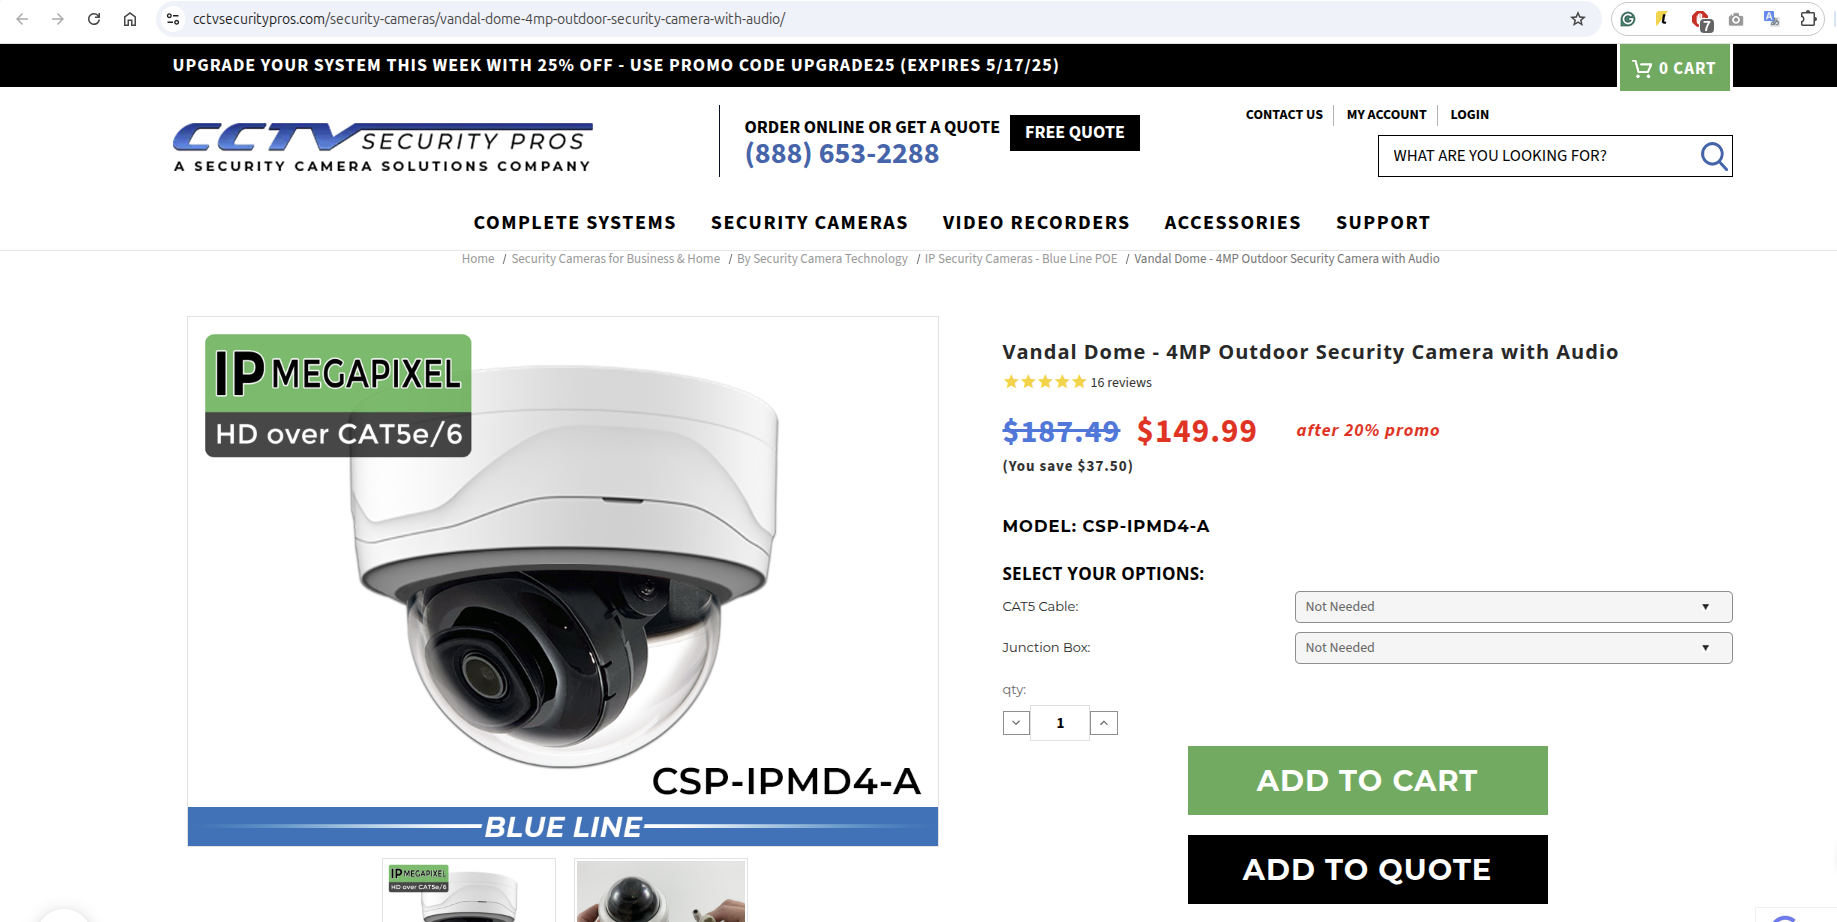 cctvsecuritypros.com/security-cameras/vandal-dome-4mp-outdoor-security-camera-with-audio/
7
UPGRADE YOUR SYSTEM THIS WEEK WITH 25% OFF - USE PROMO CODE UPGRADE25 (EXPIRES 5/17/25)
0 CART
CCTV SECURITY PROS
A SECURITY CAMERA SOLUTIONS COMPANY
ORDER ONLINE OR GET A QUOTE
(888) 653-2288
FREE QUOTE
CONTACT US MY ACCOUNT LOGIN
WHAT ARE YOU LOOKING FOR?
COMPLETE SYSTEMS SECURITY CAMERAS VIDEO RECORDERS ACCESSORIES SUPPORT
Home / Security Cameras for Business & Home / By Security Camera Technology / IP Security Cameras - Blue Line POE / Vandal Dome - 4MP Outdoor Security Camera with Audio
IP MEGAPIXEL
HD over CAT5e/6
CSP-IPMD4-A
BLUE LINE
IP MEGAPIXEL
HD over CAT5e/6
Vandal Dome - 4MP Outdoor Security Camera with Audio
16 reviews
$187.49 $149.99 after 20% promo
(You save $37.50)
MODEL: CSP-IPMD4-A
SELECT YOUR OPTIONS:
CAT5 Cable: Not Needed
Junction Box: Not Needed
qty:
1
ADD TO CART
ADD TO QUOTE